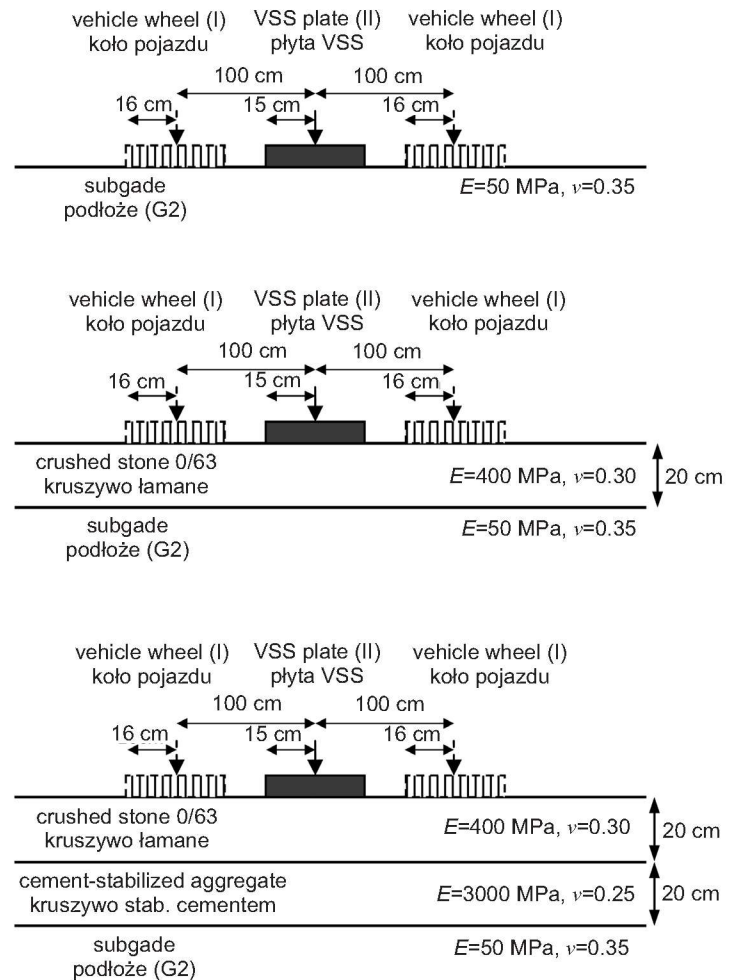 vehicle wheel (I) VSS plate (II) vehicle wheel (I)
koło pojazdu płyta VSS koło pojazdu
100 cm 100 cm
16 cm 15 cm 16 cm
subgade E=50 MPa, ν=0.35
podłoże (G2)
vehicle wheel (I) VSS plate (II) vehicle wheel (I)
koło pojazdu płyta VSS koło pojazdu
100 cm 100 cm
16 cm 15 cm 16 cm
crushed stone 0/63
kruszywo łamane E=400 MPa, ν=0.30 20 cm
subgade E=50 MPa, ν=0.35
podłoże (G2)
vehicle wheel (I) VSS plate (II) vehicle wheel (I)
koło pojazdu płyta VSS koło pojazdu
100 cm 100 cm
16 cm 15 cm 16 cm
crushed stone 0/63 E=400 MPa, ν=0.30 20 cm
kruszywo łamane
cement-stabilized aggregate E=3000 MPa, ν=0.25 20 cm
kruszywo stab. cementem
subgade E=50 MPa, ν=0.35
podłoże (G2)